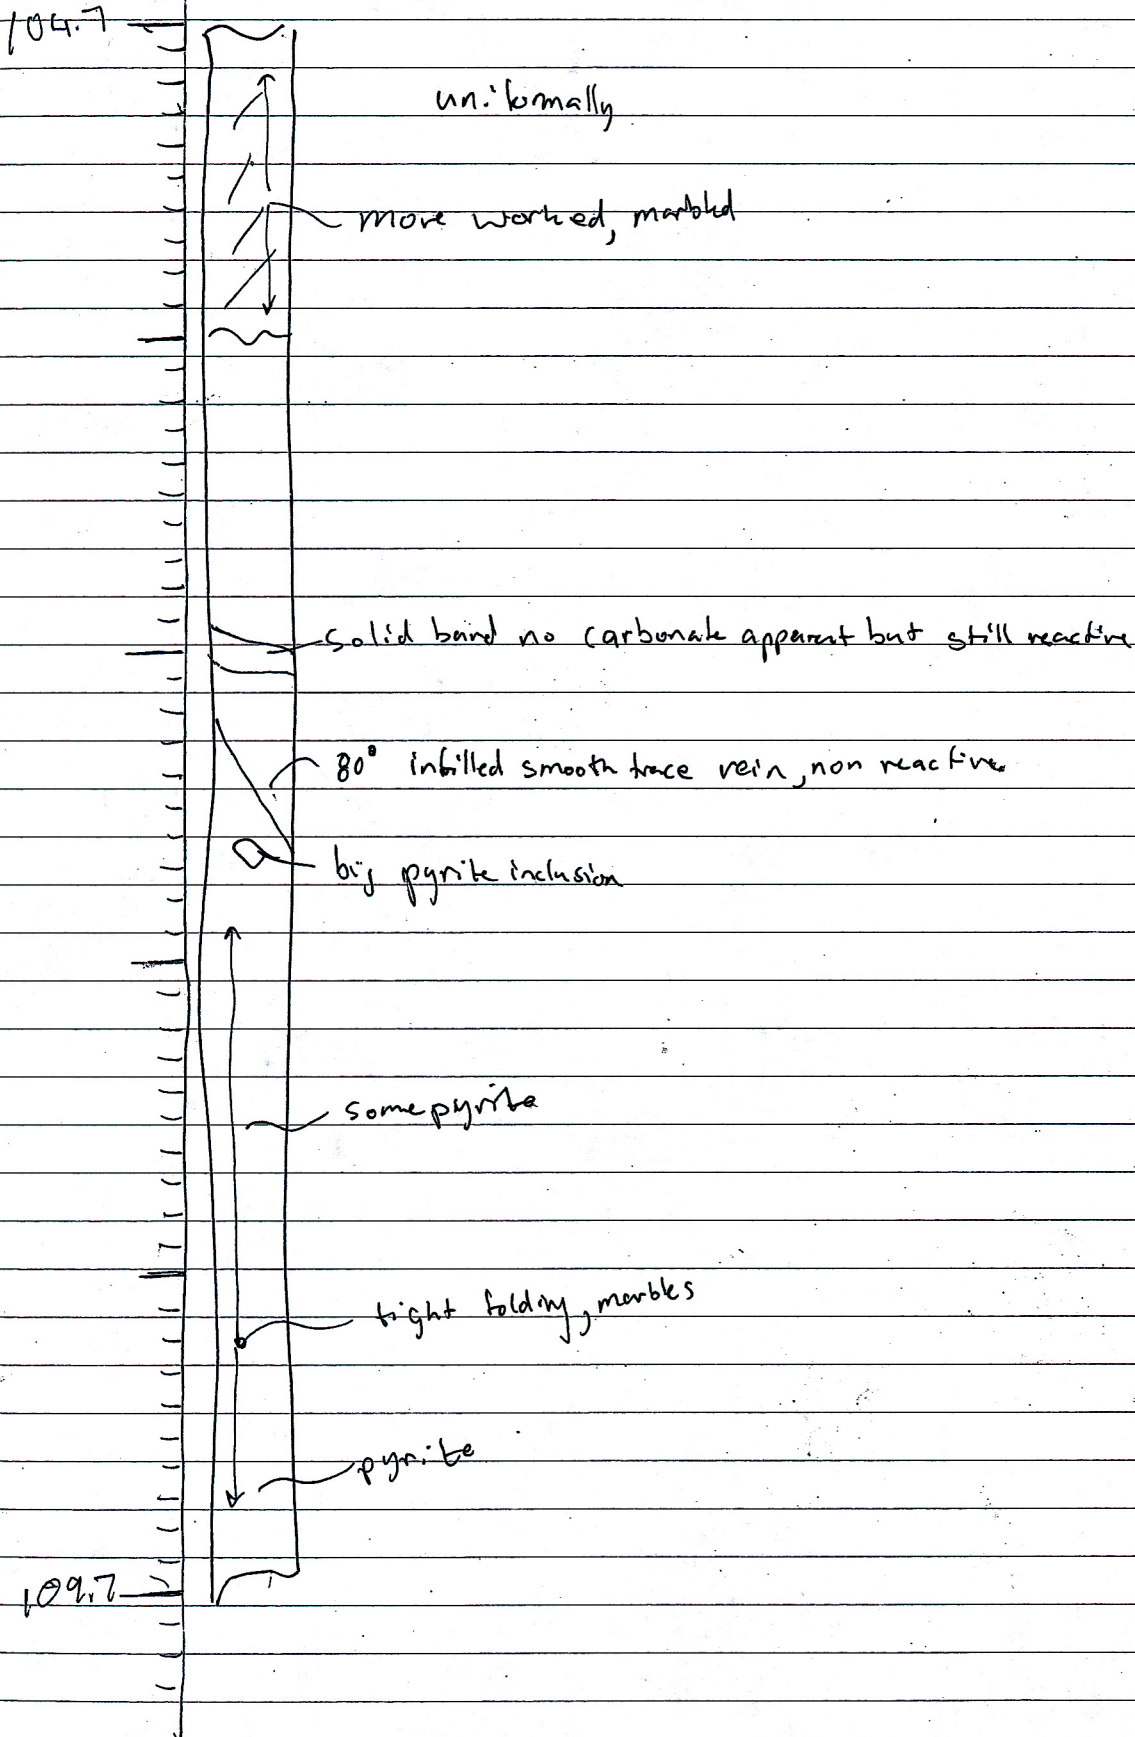 104.7
uniformally
more worked, marbled
solid band no carbonate apparent but still reactive
80° infilled smooth trace vein, non reactive
big pyrite inclusion
some pyrite
tight folding, marbles
pyrite
109.7